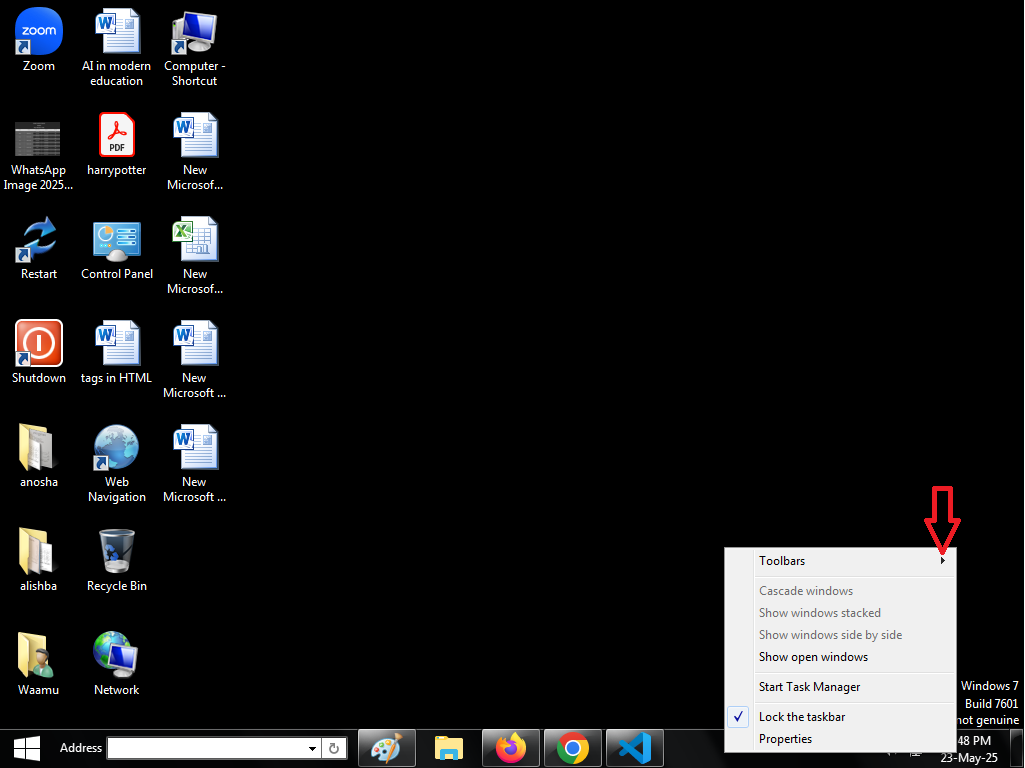 zoom
Zoom
AI in modern
education
Computer -
Shortcut
WhatsApp
Image 2025...
PDF
harrypotter
New
Microsof...
Restart
Control Panel
New
Microsof...
Shutdown
tags in HTML
New
Microsoft ...
anosha
Web
Navigation
New
Microsoft ...
alishba
Recycle Bin
Waamu
Network
Toolbars
Cascade windows
Show windows stacked
Show windows side by side
Show open windows
Start Task Manager
Lock the taskbar
Properties
Windows 7
Build 7601
not genuine
Address
48 PM
23-May-25